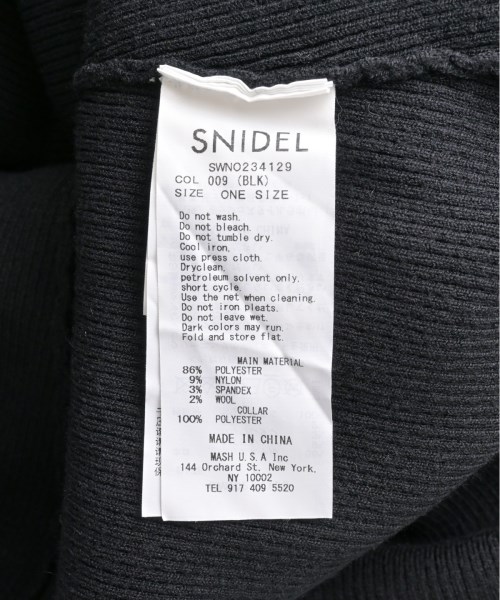 SNIDEL
SWNO234129
COL 009 (BLK)
SIZE ONE SIZE
Do not wash.
Do not bleach.
Do not tumble dry.
Cool iron,
use press cloth.
Dryclean,
petroleum solvent only.
short cycle.
Use the net when cleaning.
Do not iron pleats.
Do not leave wet.
Dark colors may run.
Fold and store flat.
MAIN MATERIAL
86% POLYESTER
9% NYLON
3% SPANDEX
2% WOOL
COLLAR
100% POLYESTER
MADE IN CHINA
MASH U.S.A Inc
144 Orchard St. New York,
NY 10002
TEL 917 409 5520